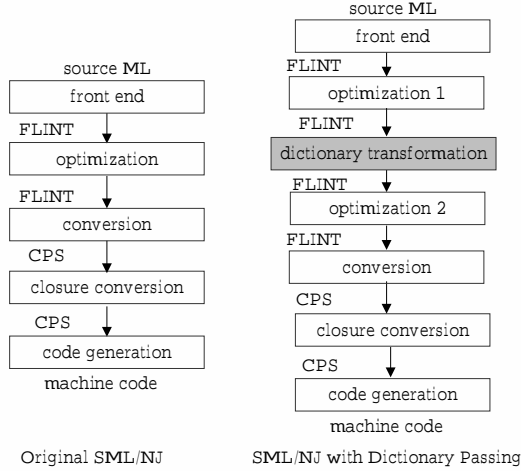 source ML
front end
FLINT
optimization
FLINT
conversion
CPS
closure conversion
CPS
code generation
machine code
Original SML/NJ
source ML
front end
FLINT
optimization 1
FLINT
dictionary transformation
FLINT
optimization 2
FLINT
conversion
CPS
closure conversion
CPS
code generation
machine code
SML/NJ with Dictionary Passing